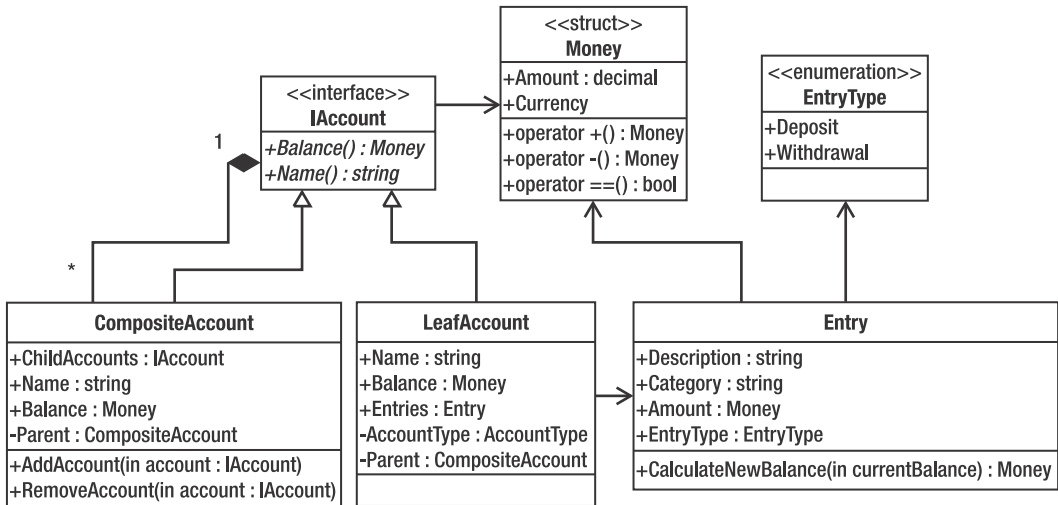 <<struct>>
Money
+Amount : decimal
+Currency
+operator +() : Money
+operator -() : Money
+operator ==() : bool
<<enumeration>>
EntryType
+Deposit
+Withdrawal
<<interface>>
IAccount
+Balance() : Money
+Name() : string
1
*
CompositeAccount
+ChildAccounts : IAccount
+Name : string
+Balance : Money
-Parent : CompositeAccount
+AddAccount(in account : IAccount)
+RemoveAccount(in account : IAccount)
LeafAccount
+Name : string
+Balance : Money
+Entries : Entry
-AccountType : AccountType
-Parent : CompositeAccount
Entry
+Description : string
+Category : string
+Amount : Money
+EntryType : EntryType
+CalculateNewBalance(in currentBalance) : Money